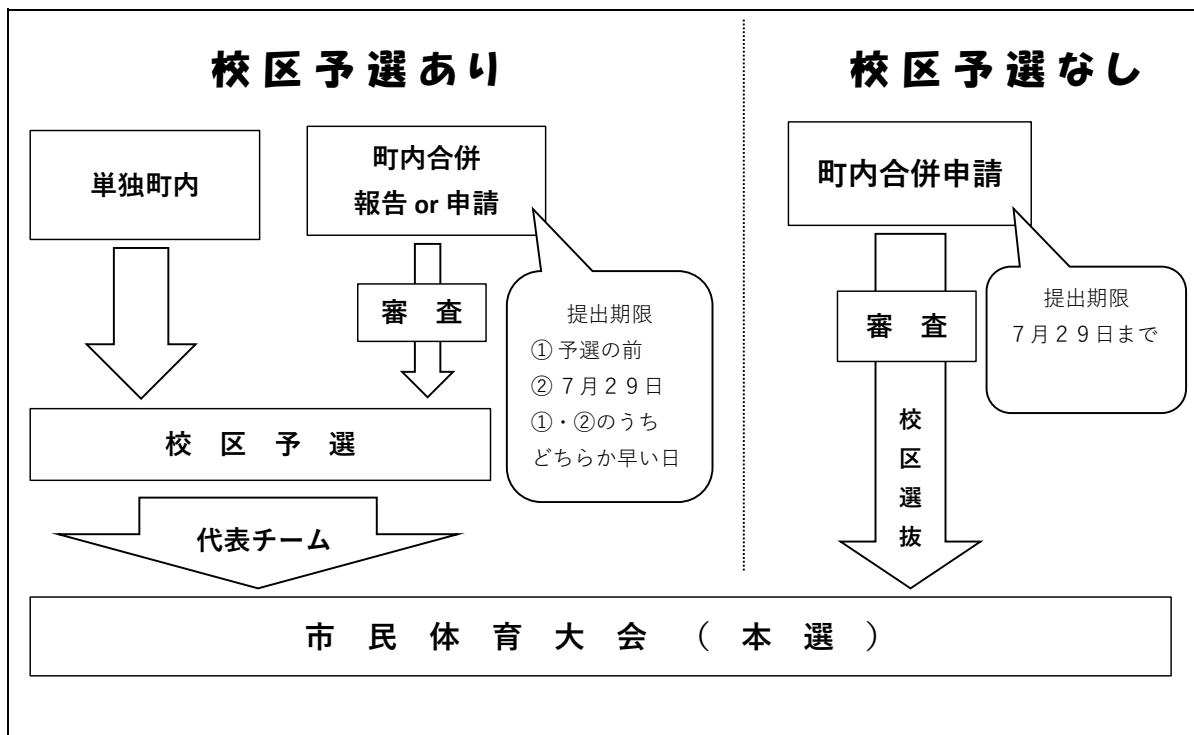 校区予選あり
単独町内
町内合併
報告 or 申請
審 査
提出期限
① 予選の前
② ７月２９日
①・②のうち
どちらか早い日
校 区 予 選
代表チーム
校区予選なし
町内合併申請
審 査
提出期限
７月２９日まで
校区選抜
市 民 体 育 大 会 （ 本 選 ）